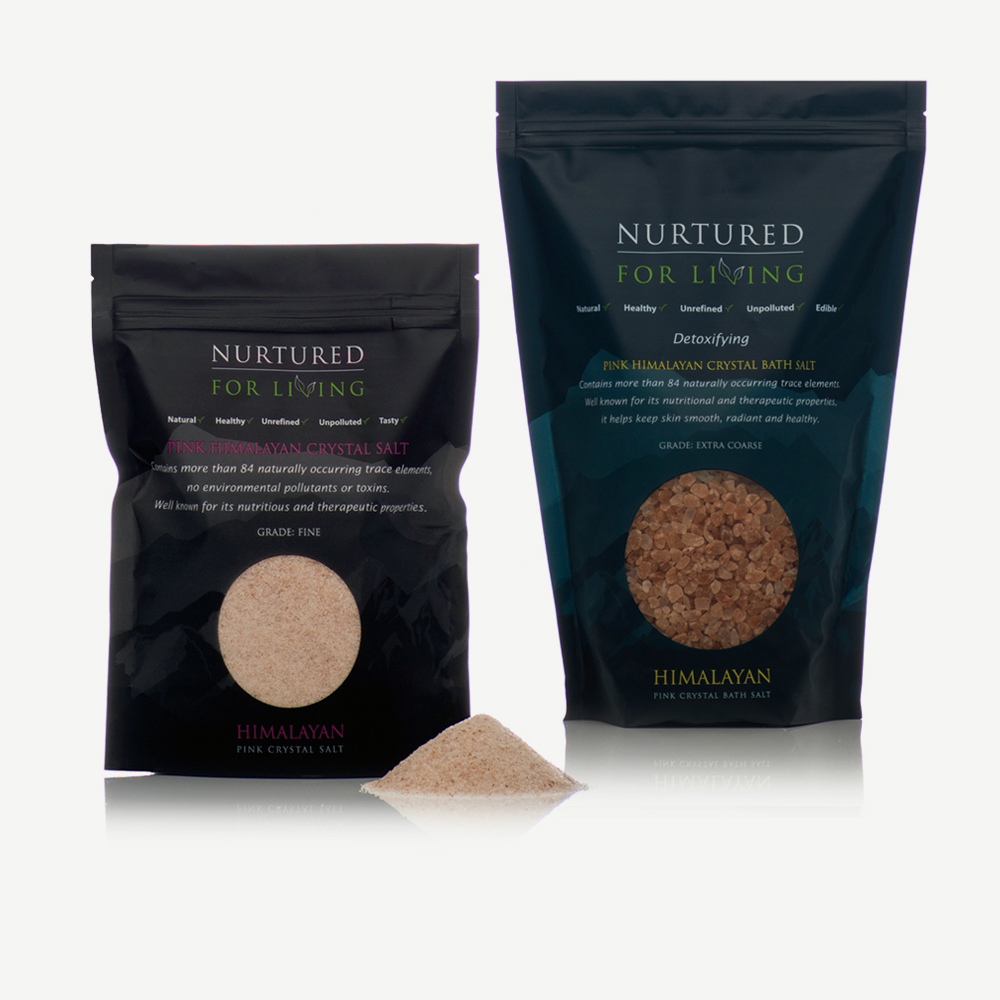 NURTURED
FOR LIVING
Natural Healthy Unrefined Unpolluted Tasty
PINK HIMALAYAN CRYSTAL SALT
Contains more than 84 naturally occurring trace elements,
no environmental pollutants or toxins.
Well known for its nutritious and therapeutic properties.
GRADE: FINE
HIMALAYAN
PINK CRYSTAL SALT
NURTURED
FOR LIVING
Natural Healthy Unrefined Unpolluted Edible
Detoxifying
PINK HIMALAYAN CRYSTAL BATH SALT
Contains more than 84 naturally occurring trace elements.
Well known for its nutritional and therapeutic properties,
it helps keep skin smooth, radiant and healthy.
GRADE: EXTRA COARSE
HIMALAYAN
PINK CRYSTAL BATH SALT